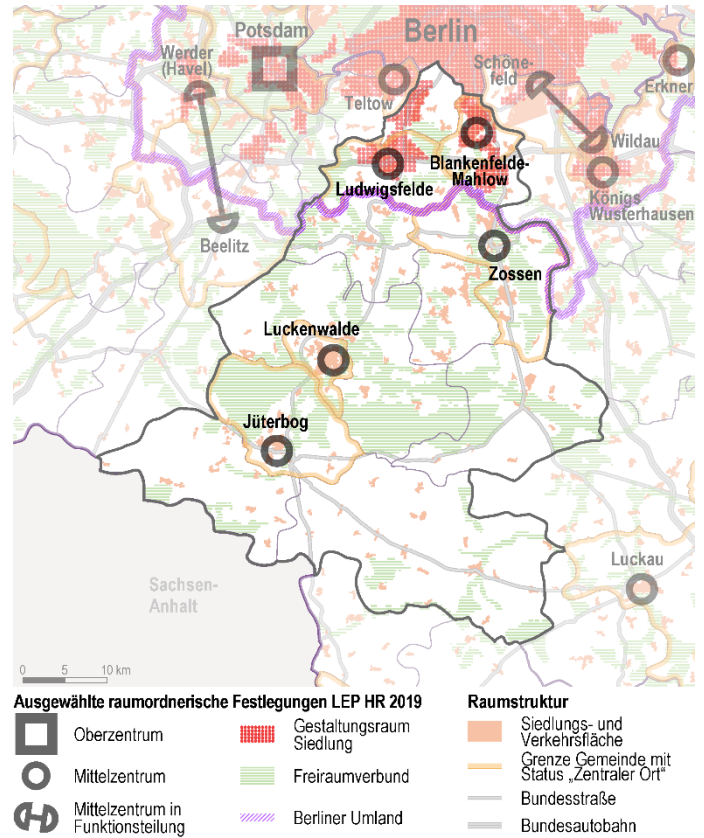 Potsdam
Berlin
Werder
(Havel)
Schöne-
feld
Teltow
Erkner
Wildau
Blankenfelde-
Mahlow
Ludwigsfelde
Königs
Wusterhausen
Beelitz
Zossen
Luckenwalde
Jüterbog
Luckau
Sachsen-
Anhalt
0 5 10 km
Ausgewählte raumordnerische Festlegungen LEP HR 2019
Oberzentrum
Mittelzentrum
Mittelzentrum in
Funktionsteilung
Gestaltungsraum
Siedlung
Freiraumverbund
Berliner Umland
Raumstruktur
Siedlungs- und
Verkehrsfläche
Grenze Gemeinde mit
Status „Zentraler Ort“
Bundesstraße
Bundesautobahn